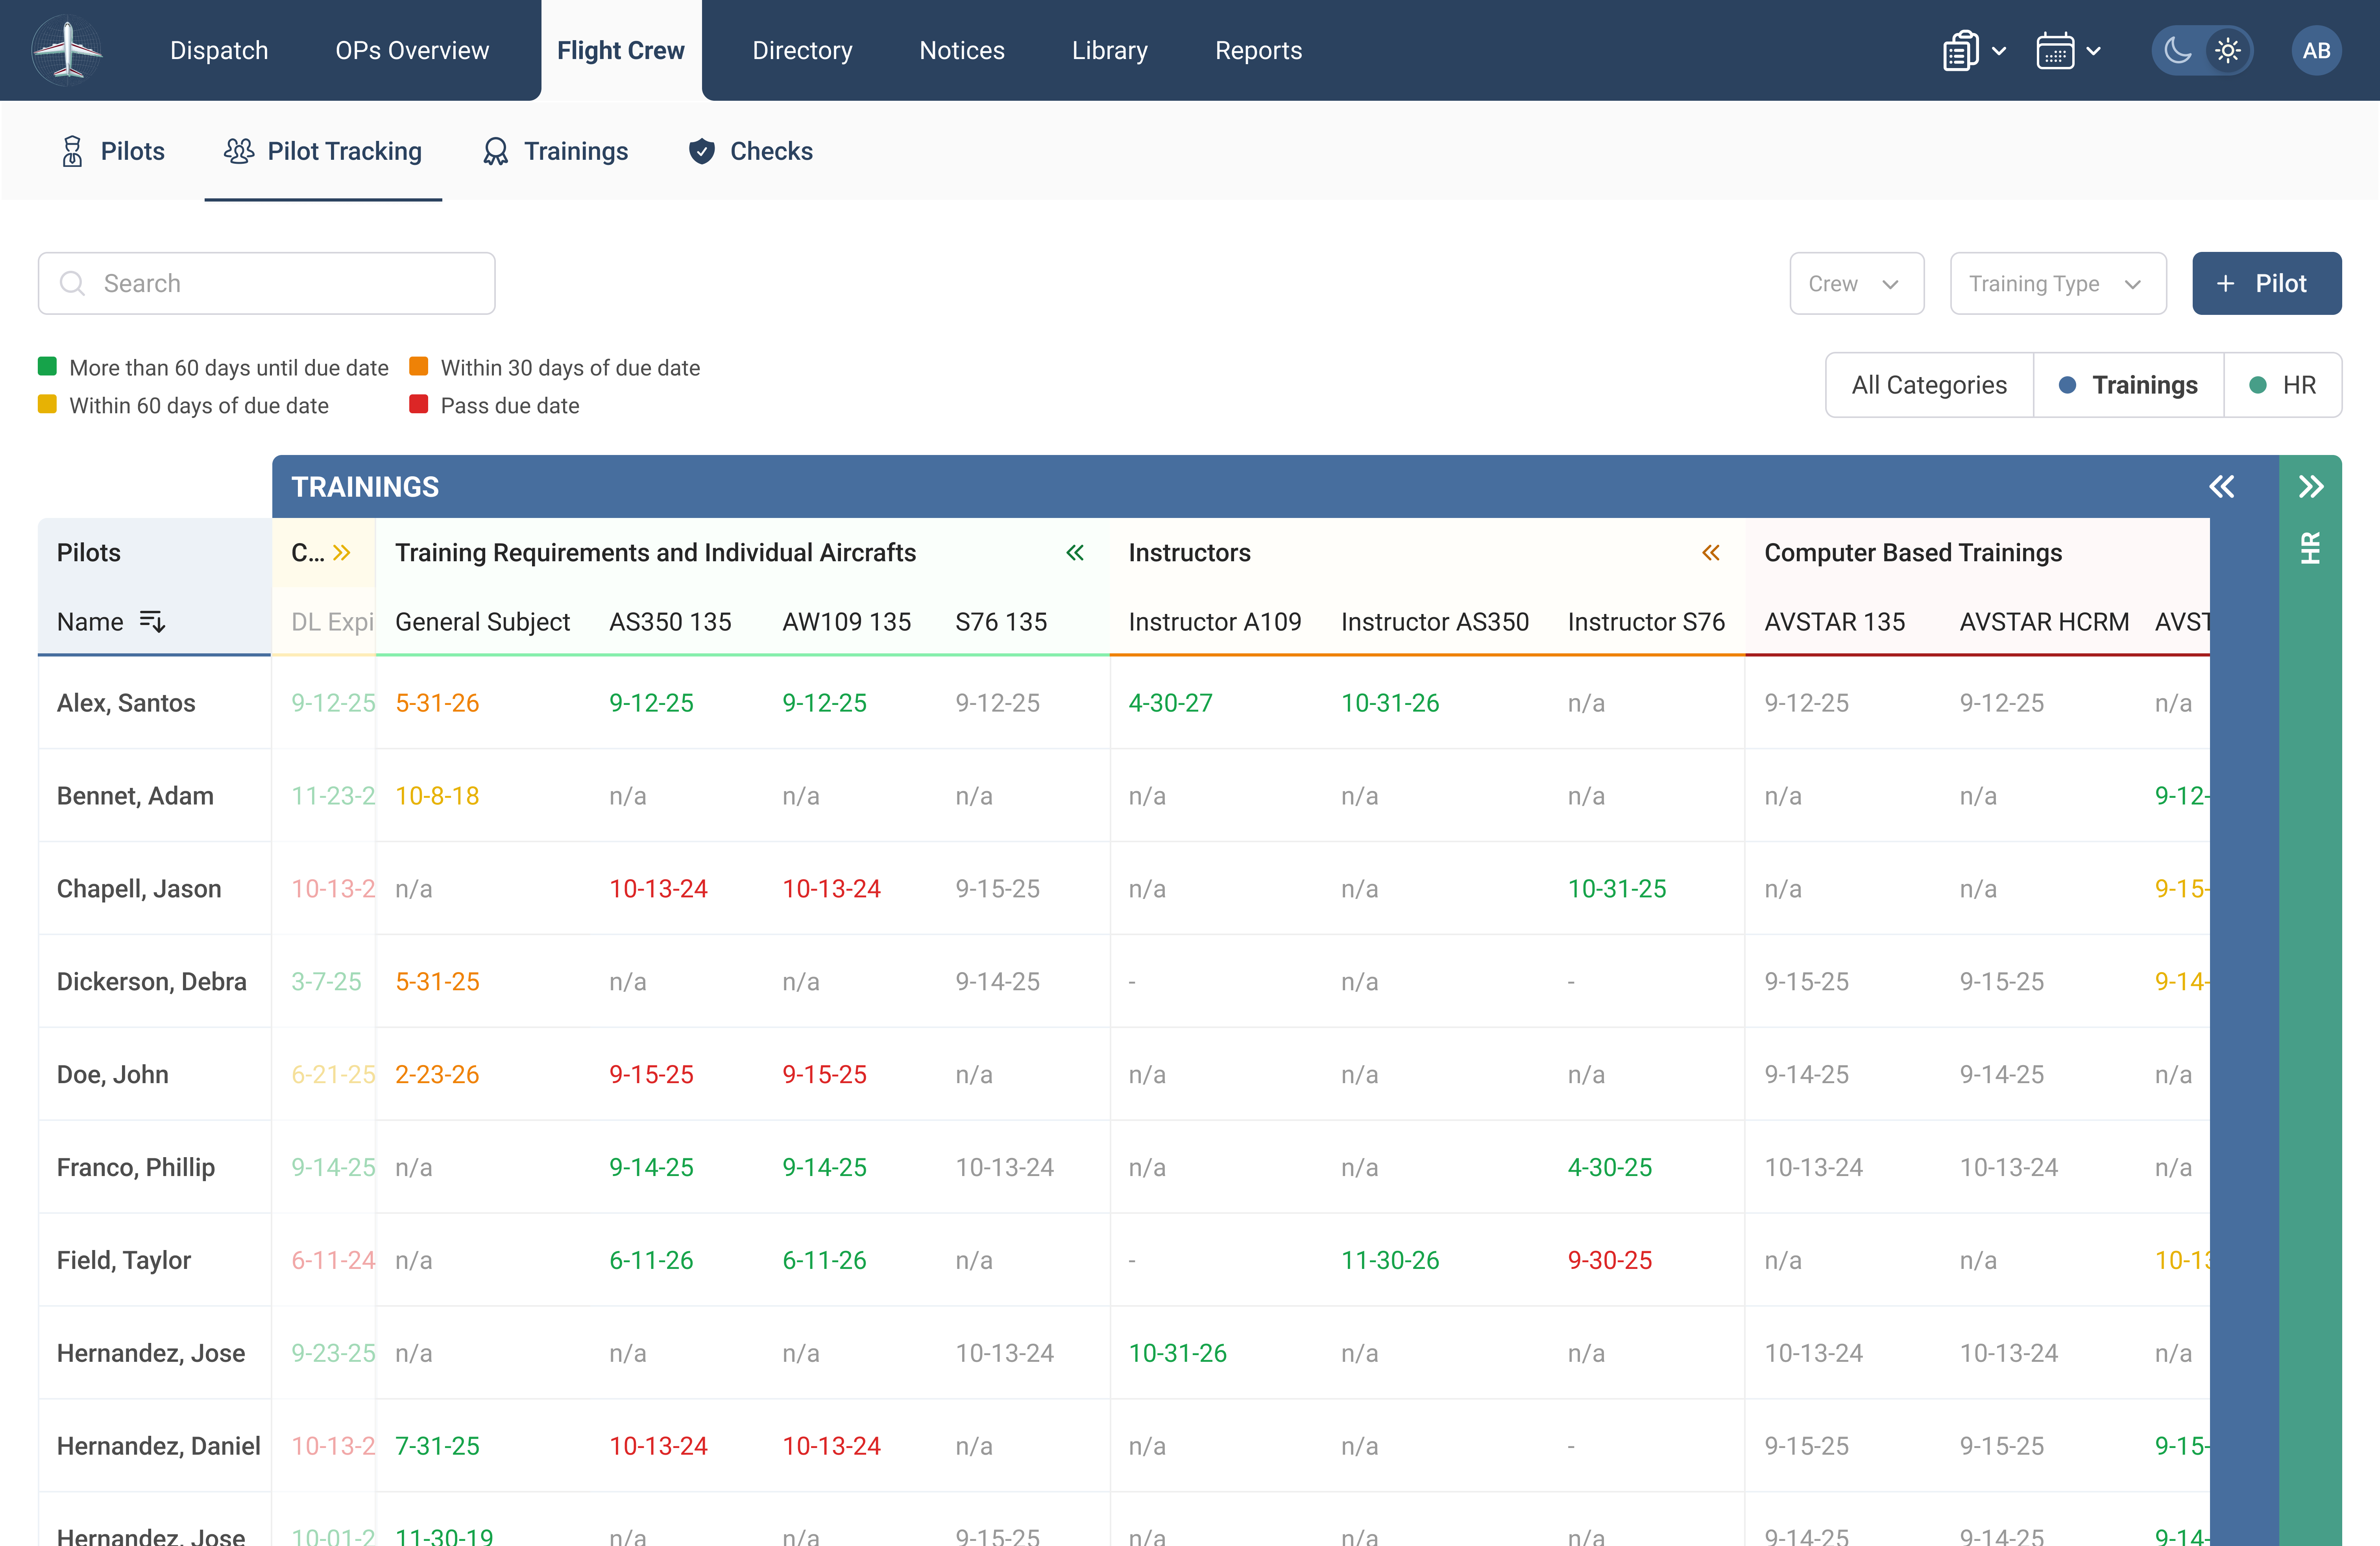 Dispatch OPs Overview Flight Crew Directory Notices Library Reports AB
Pilots Pilot Tracking Trainings Checks
Search Crew Training Type + Pilot
More than 60 days until due date Within 30 days of due date
Within 60 days of due date Pass due date
All Categories Trainings HR
TRAININGS
HR
Pilots C... Training Requirements and Individual Aircrafts Instructors Computer Based Trainings
Name DL Expi General Subject AS350 135 AW109 135 S76 135 Instructor A109 Instructor AS350 Instructor S76 AVSTAR 135 AVSTAR HCRM AVST
Alex, Santos 9-12-25 5-31-26 9-12-25 9-12-25 9-12-25 4-30-27 10-31-26 n/a 9-12-25 9-12-25 n/a
Bennet, Adam 11-23-2 10-8-18 n/a n/a n/a n/a n/a n/a n/a n/a 9-12-
Chapell, Jason 10-13-2 n/a 10-13-24 10-13-24 9-15-25 n/a n/a 10-31-25 n/a n/a 9-15-
Dickerson, Debra 3-7-25 5-31-25 n/a n/a 9-14-25 - n/a - 9-15-25 9-15-25 9-14-
Doe, John 6-21-25 2-23-26 9-15-25 9-15-25 n/a n/a n/a n/a 9-14-25 9-14-25 n/a
Franco, Phillip 9-14-25 n/a 9-14-25 9-14-25 10-13-24 n/a n/a 4-30-25 10-13-24 10-13-24 n/a
Field, Taylor 6-11-24 n/a 6-11-26 6-11-26 n/a - 11-30-26 9-30-25 n/a n/a 10-13
Hernandez, Jose 9-23-25 n/a n/a n/a 10-13-24 10-31-26 n/a n/a 10-13-24 10-13-24 n/a
Hernandez, Daniel 10-13-2 7-31-25 10-13-24 10-13-24 n/a n/a n/a - 9-15-25 9-15-25 9-15-
Hernandez, Jose 10-01-2 11-30-19 n/a n/a 9-15-25 n/a n/a n/a 9-14-25 9-14-25 9-14-